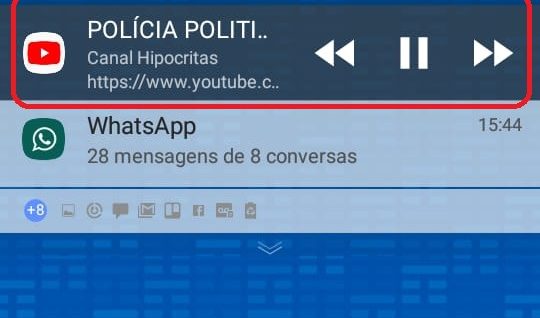 POLÍCIA POLITI..
Canal Hipocritas
https://www.youtube.c..
WhatsApp 15:44
28 mensagens de 8 conversas
+8